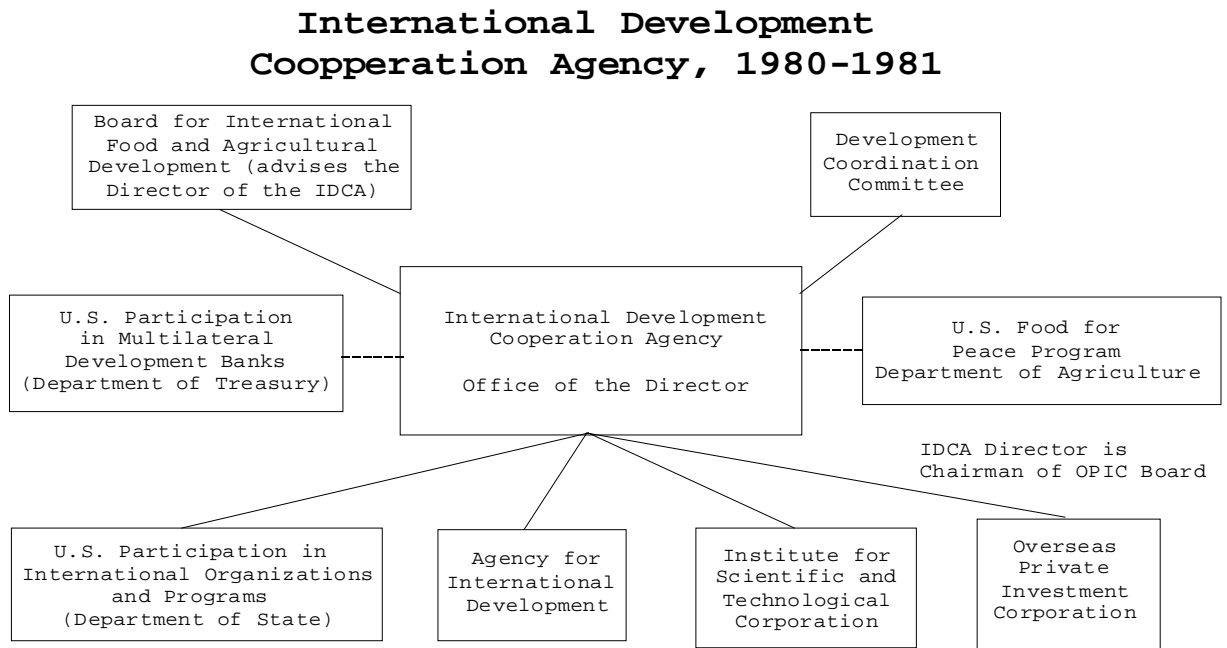 International Development
Coopperation Agency, 1980-1981
Board for International
Food and Agricultural
Development (advises the
Director of the IDCA)
Development
Coordination
Committee
U.S. Participation
in Multilateral
Development Banks
(Department of Treasury)
International Development
Cooperation Agency
Office of the Director
U.S. Food for
Peace Program
Department of Agriculture
IDCA Director is
Chairman of OPIC Board
U.S. Participation in
International Organizations
and Programs
(Department of State)
Agency for
International
Development
Institute for
Scientific and
Technological
Corporation
Overseas
Private
Investment
Corporation